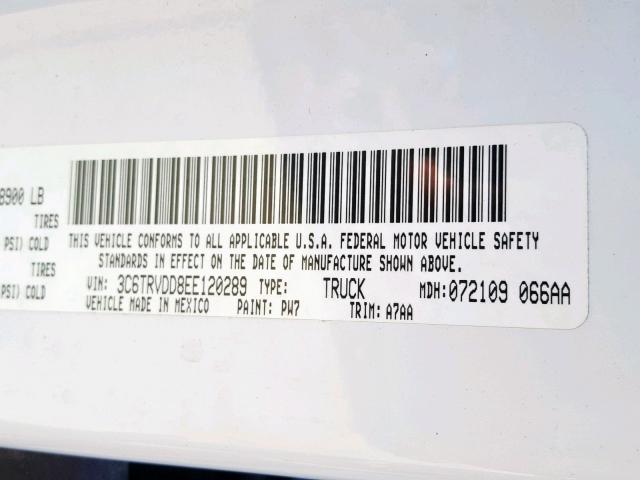 8900 LB
TIRES
PSI) COLD
TIRES
PSI) COLD
THIS VEHICLE CONFORMS TO ALL APPLICABLE U.S.A. FEDERAL MOTOR VEHICLE SAFETY
STANDARDS IN EFFECT ON THE DATE OF MANUFACTURE SHOWN ABOVE.
VIN: 3C6TRVDD8EE120289 TYPE: TRUCK MDH: 072109 066AA
VEHICLE MADE IN MEXICO PAINT: PW7 TRIM: A7AA